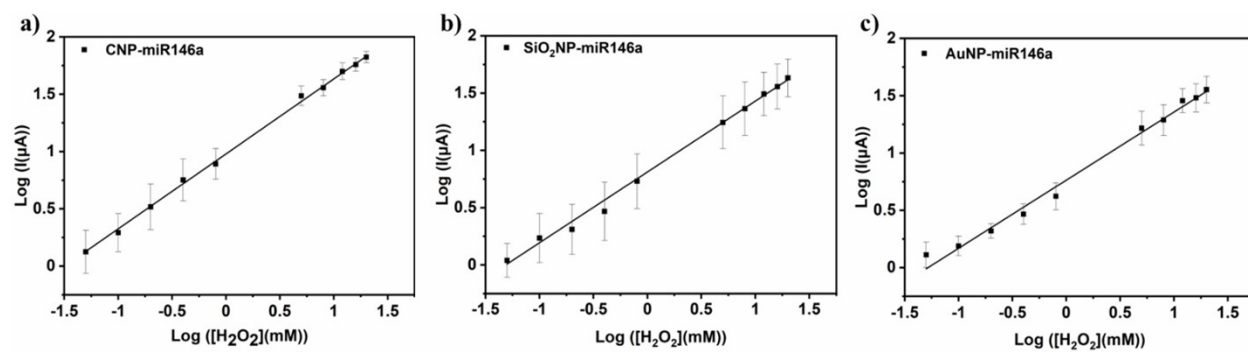 a)
CNP-miR146a
2
1.5
1
0.5
0
Log (I(µA))
-1.5 -1 -0.5 0 0.5 1 1.5
Log ([H₂O₂](mM))
b)
SiO₂NP-miR146a
2
1.5
1
0.5
0
Log (I(µA))
-1.5 -1 -0.5 0 0.5 1 1.5
Log ([H₂O₂](mM))
c)
AuNP-miR146a
2
1.5
1
0.5
0
Log (I(µA))
-1.5 -1 -0.5 0 0.5 1 1.5
Log ([H₂O₂](mM))